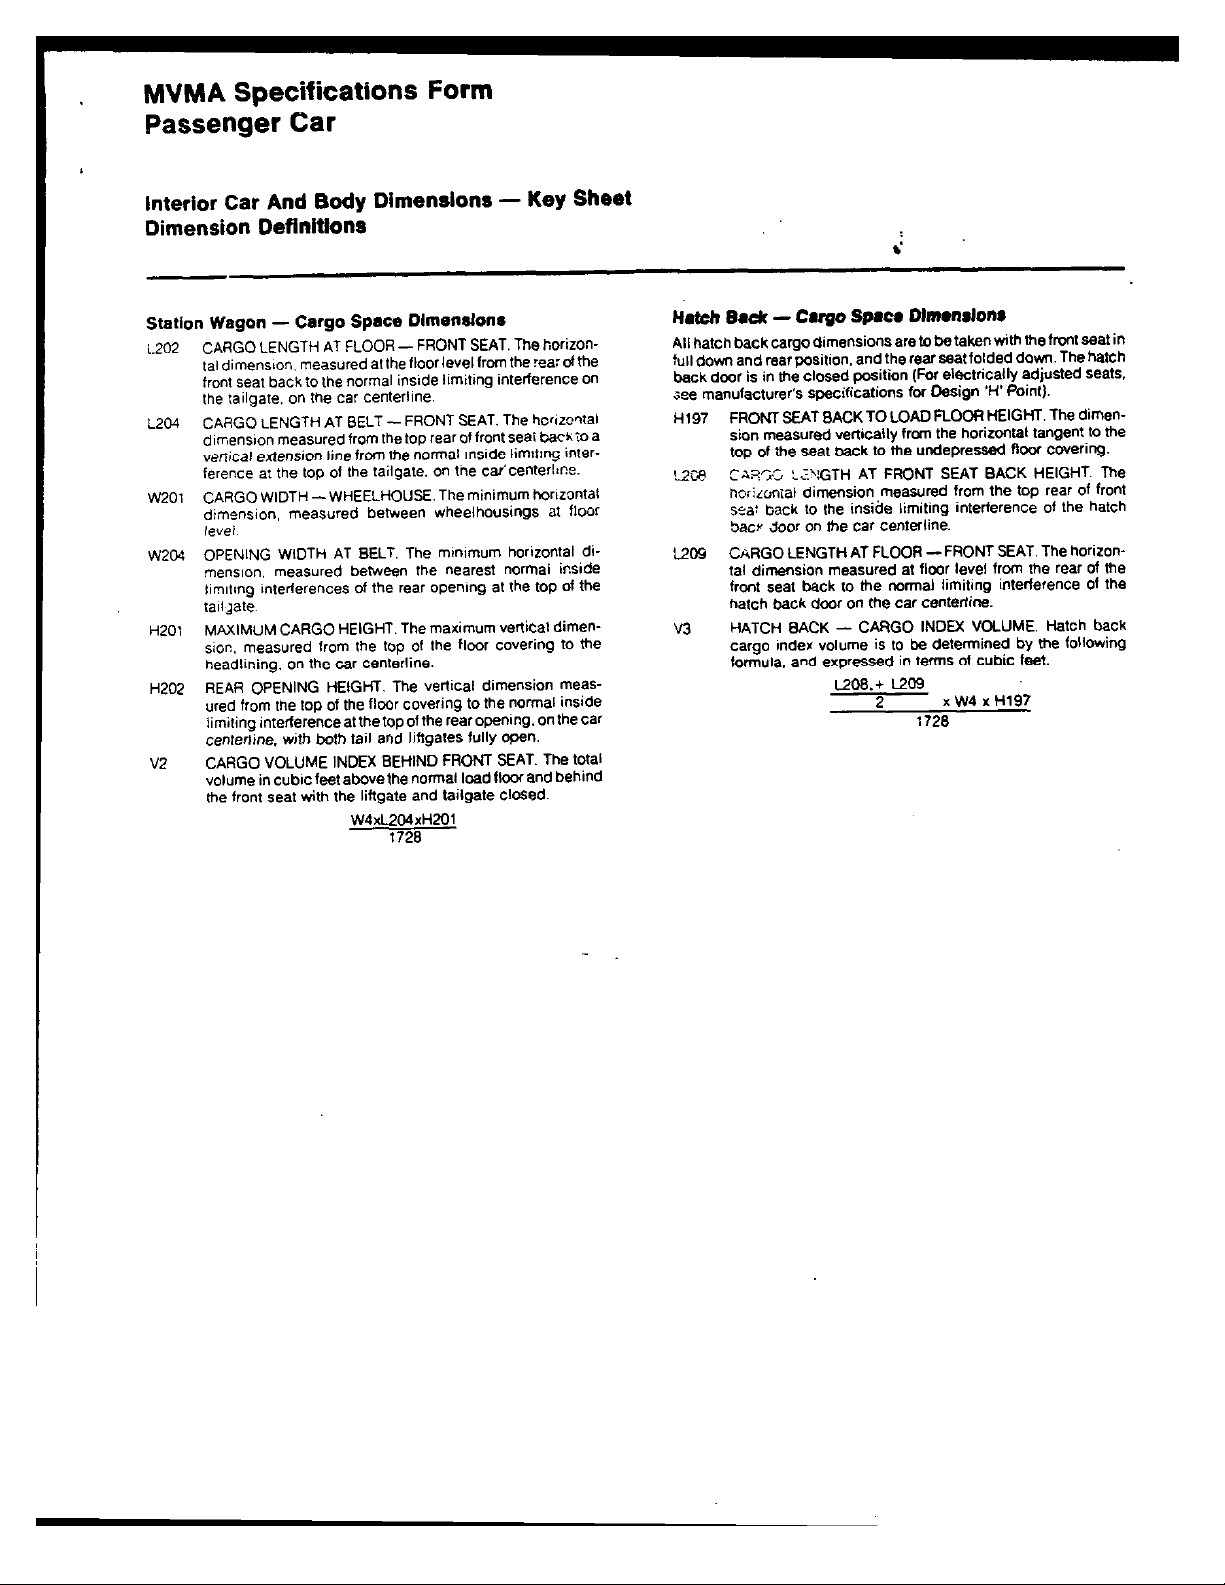 MVMA Specifications Form
Passenger Car
Interior Car And Body Dimensions — Key Sheet
Dimension Definitions
Station Wagon — Cargo Space Dimensions
L202 CARGO LENGTH AT FLOOR — FRONT SEAT. The horizon-
tal dimension, measured at the floor level from the rear of the
front seat back to the normal inside limiting interference on
the tailgate, on the car centerline.
L204 CARGO LENGTH AT BELT — FRONT SEAT. The horizontal
dimension measured from the top rear of front seat back to a
vertical extension line from the normal inside limiting inter-
ference at the top of the tailgate, on the car centerline.
W201 CARGO WIDTH — WHEELHOUSE. The minimum horizontal
dimension, measured between wheelhousings at floor
level.
W204 OPENING WIDTH AT BELT. The minimum horizontal di-
mension, measured between the nearest normal inside
limiting interferences of the rear opening at the top of the
tailgate.
H201 MAXIMUM CARGO HEIGHT. The maximum vertical dimen-
sion, measured from the top of the floor covering to the
headlining, on the car centerline.
H202 REAR OPENING HEIGHT. The vertical dimension meas-
ured from the top of the floor covering to the normal inside
limiting interference at the top of the rear opening, on the car
centerline, with both tail and liftgates fully open.
V2 CARGO VOLUME INDEX BEHIND FRONT SEAT. The total
volume in cubic feet above the normal load floor and behind
the front seat with the liftgate and tailgate closed.
W4xL204xH201
1728
Hatch Back — Cargo Space Dimensions
All hatch back cargo dimensions are to be taken with the front seat in
full down and rear position, and the rear seat folded down. The hatch
back door is in the closed position (For electrically adjusted seats,
see manufacturer's specifications for Design 'H' Point).
H197 FRONT SEAT BACK TO LOAD FLOOR HEIGHT. The dimen-
sion measured vertically from the horizontal tangent to the
top of the seat back to the undepressed floor covering.
L208 CARGO LENGTH AT FRONT SEAT BACK HEIGHT. The
horizontal dimension measured from the top rear of front
seat back to the inside limiting interference of the hatch
back door on the car centerline.
L209 CARGO LENGTH AT FLOOR — FRONT SEAT. The horizon-
tal dimension measured at floor level from the rear of the
front seat back to the normal limiting interference of the
hatch back door on the car centerline.
V3 HATCH BACK — CARGO INDEX VOLUME. Hatch back
cargo index volume is to be determined by the following
formula, and expressed in terms of cubic feet.
L208.+ L209
2 x W4 x H197
1728